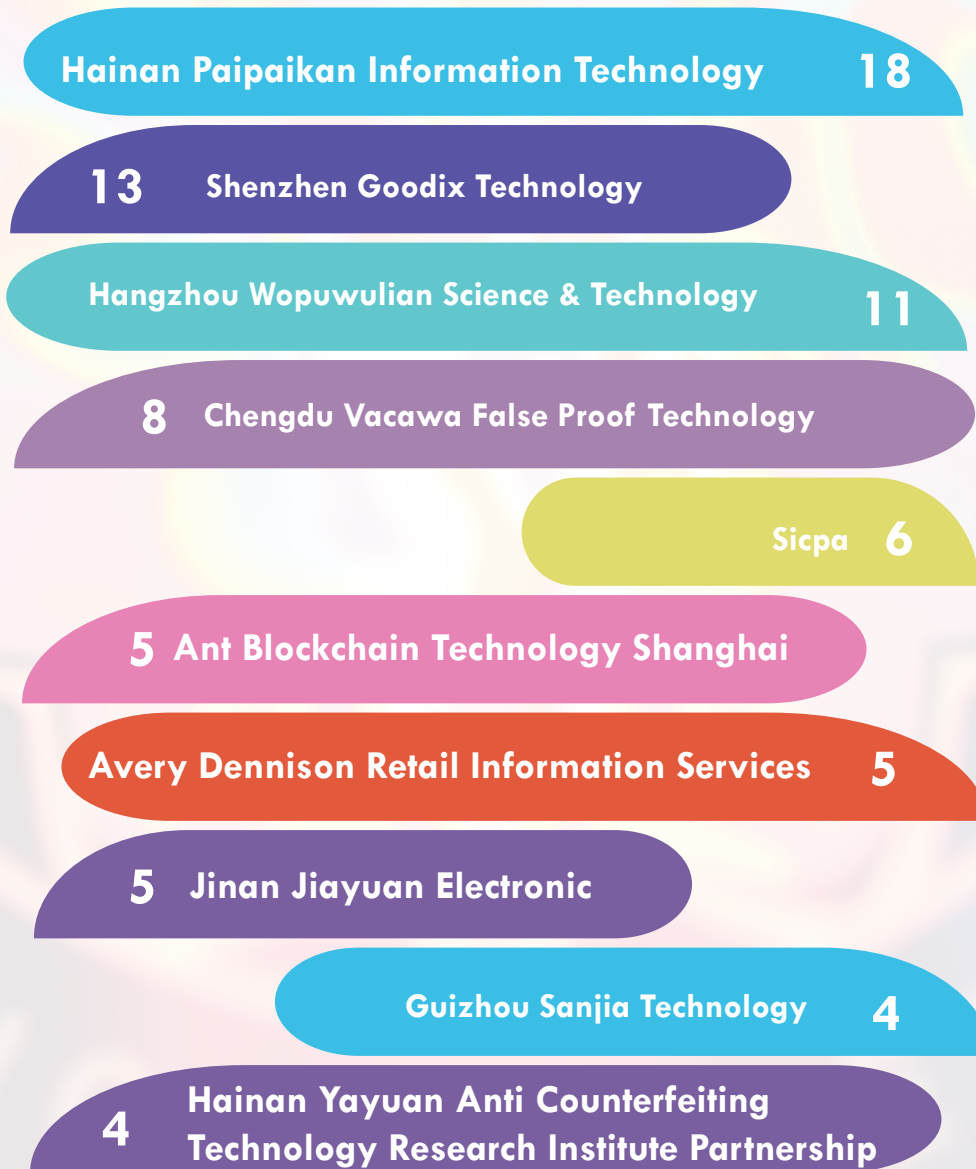 Hainan Paipaikan Information Technology 18
13 Shenzhen Goodix Technology
Hangzhou Wopuwulian Science & Technology 11
8 Chengdu Vacawa False Proof Technology
Sicpa 6
5 Ant Blockchain Technology Shanghai
Avery Dennison Retail Information Services 5
5 Jinan Jiayuan Electronic
Guizhou Sanjia Technology 4
4 Hainan Yayuan Anti Counterfeiting
Technology Research Institute Partnership